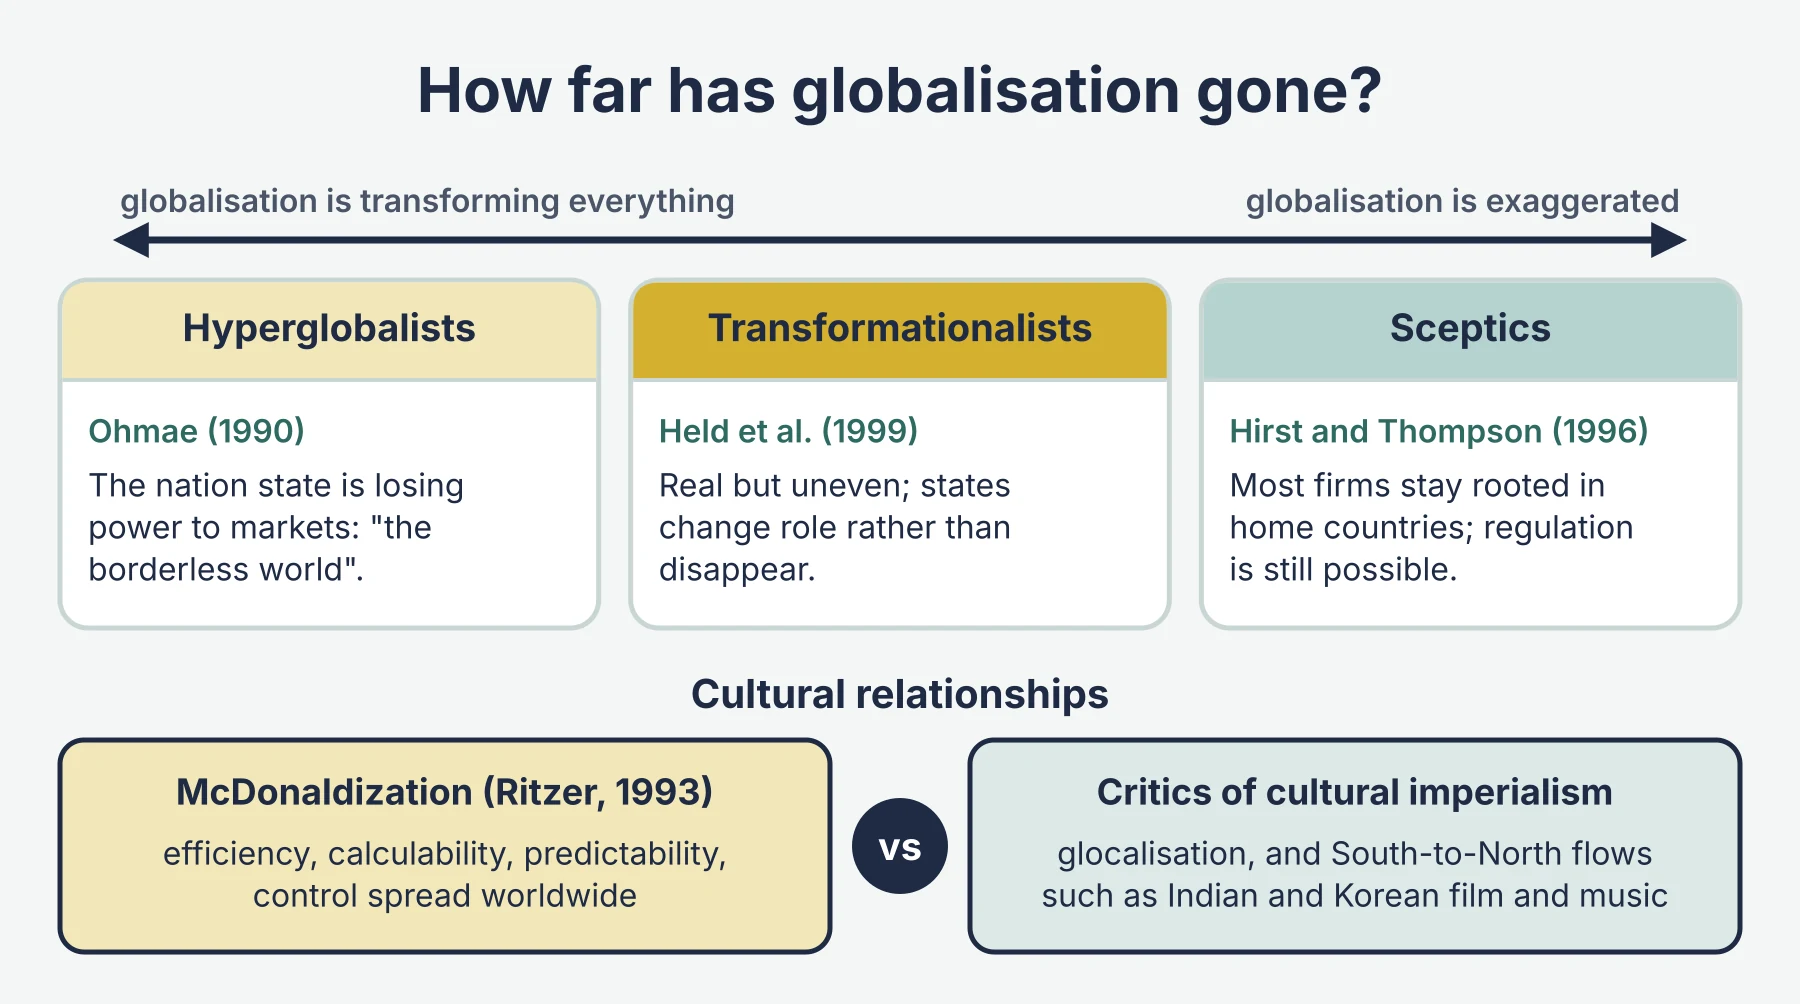 How far has globalisation gone?
globalisation is transforming everything
globalisation is exaggerated
Hyperglobalists
Ohmae (1990)
The nation state is losing
power to markets: "the
borderless world".
Transformationalists
Held et al. (1999)
Real but uneven; states
change role rather than
disappear.
Sceptics
Hirst and Thompson (1996)
Most firms stay rooted in
home countries; regulation
is still possible.
Cultural relationships
McDonaldization (Ritzer, 1993)
efficiency, calculability, predictability,
control spread worldwide
vs
Critics of cultural imperialism
glocalisation, and South-to-North flows
such as Indian and Korean film and music